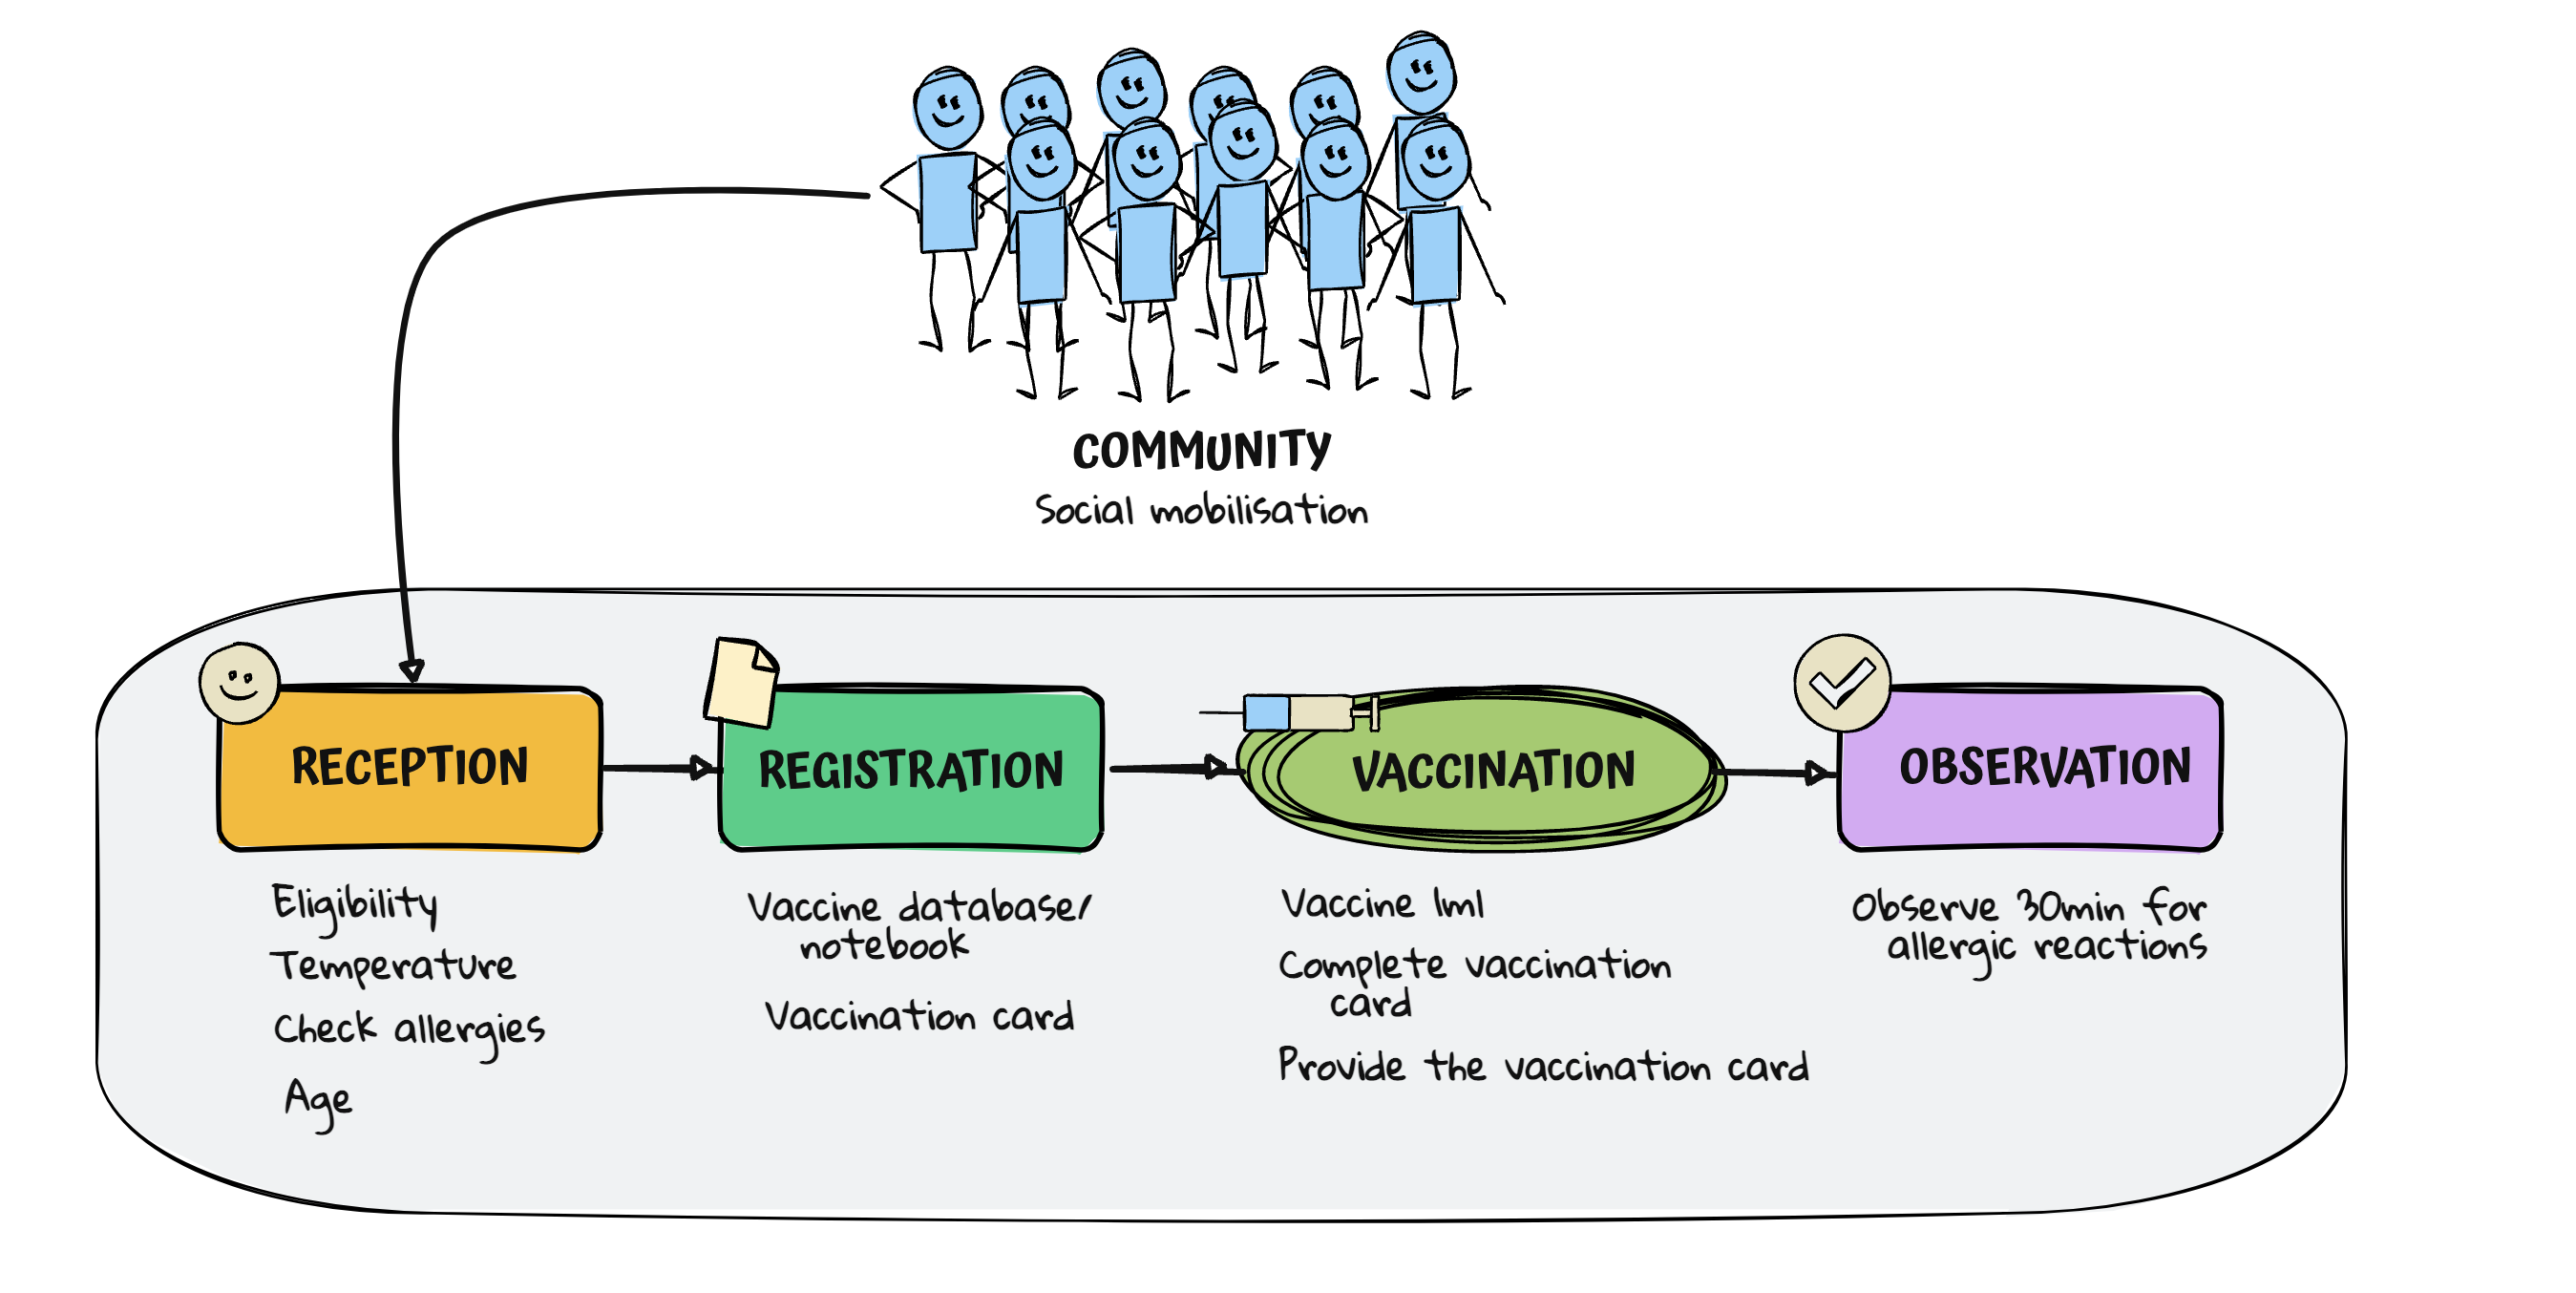 COMMUNITY
Social mobilisation
RECEPTION
Eligibility
Temperature
Check allergies
Age
REGISTRATION
Vaccine database/
notebook
Vaccination card
VACCINATION
Vaccine 1ml
Complete vaccination
card
Provide the vaccination card
OBSERVATION
Observe 30min for
allergic reactions